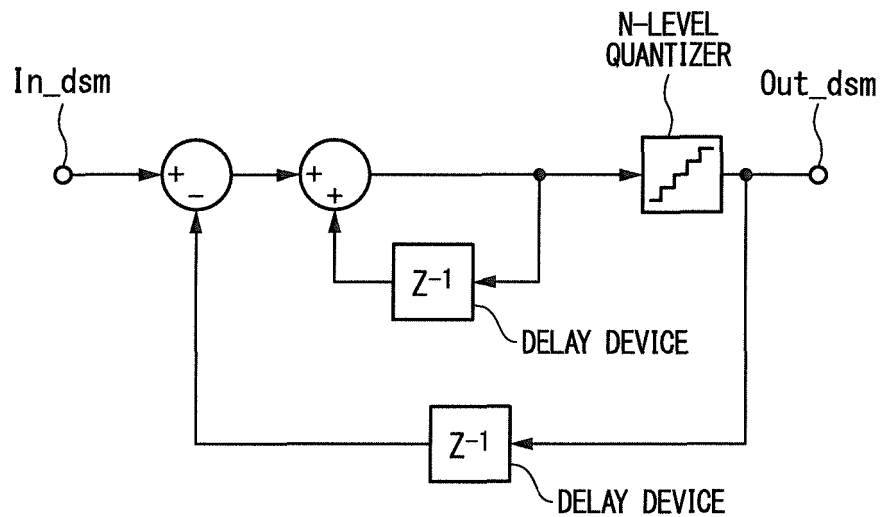 N-LEVEL
QUANTIZER
In_dsm
Out_dsm
+
−
+
+
Z-1
DELAY DEVICE
Z-1
DELAY DEVICE